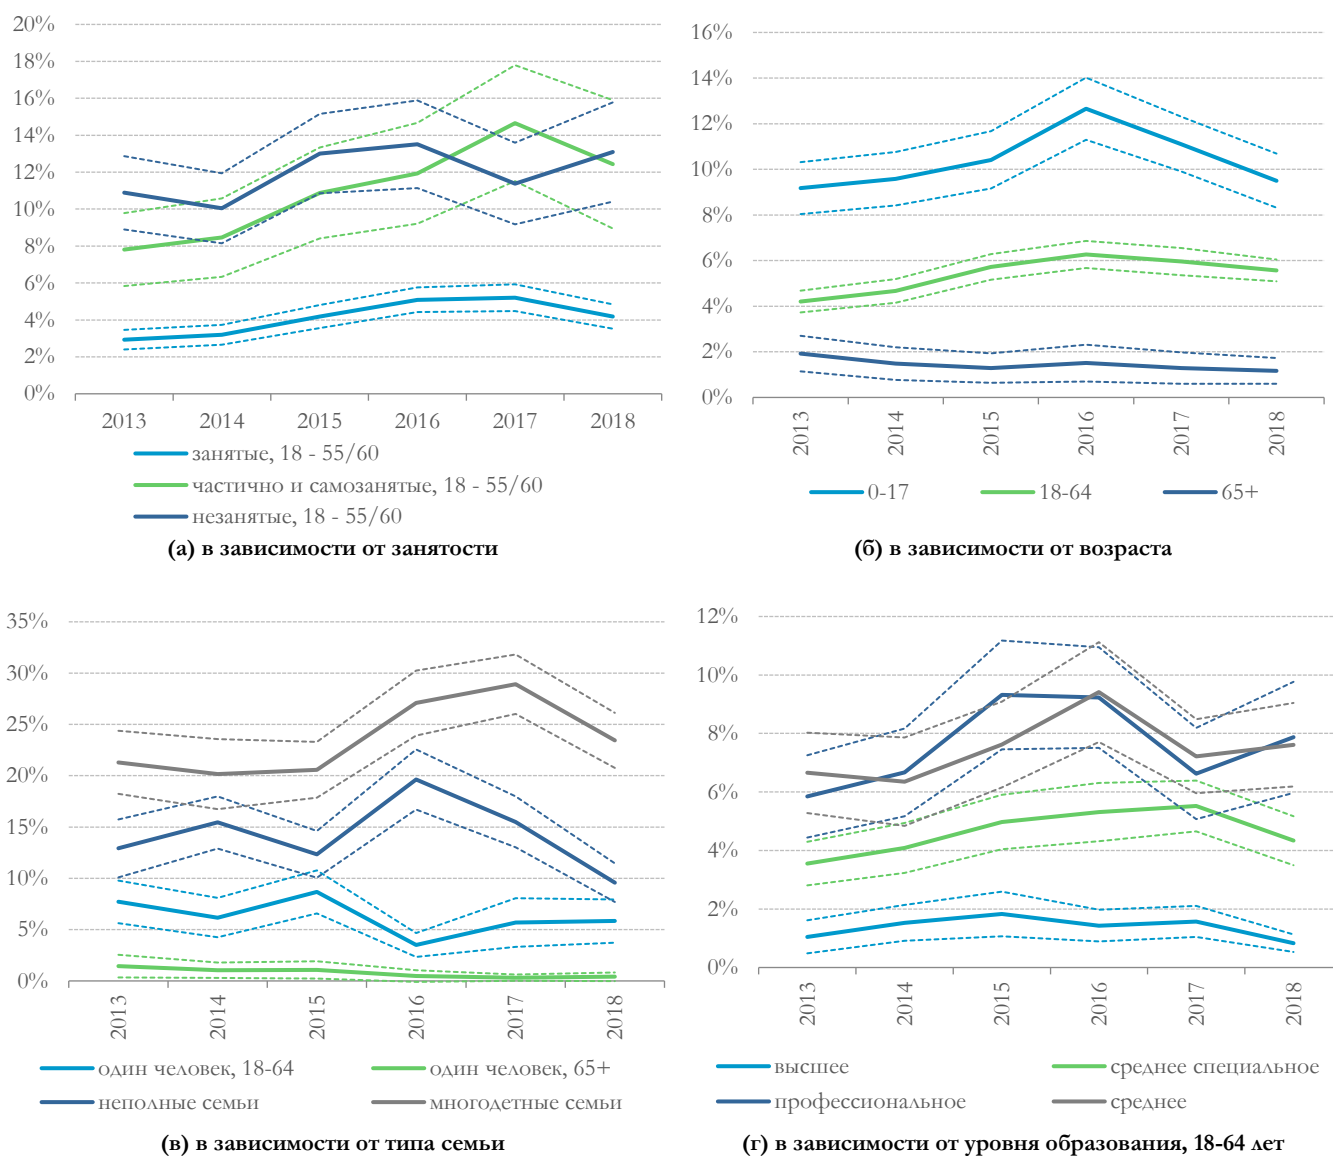 20%
18%
16%
14%
12%
10%
8%
6%
4%
2%
0%
2013 2014 2015 2016 2017 2018
занятые, 18 - 55/60
частично и самозанятые, 18 - 55/60
незанятые, 18 - 55/60
(а) в зависимости от занятости
16%
14%
12%
10%
8%
6%
4%
2%
0%
2013 2014 2015 2016 2017 2018
0-17 18-64 65+
(б) в зависимости от возраста
35%
30%
25%
20%
15%
10%
5%
0%
2013 2014 2015 2016 2017 2018
один человек, 18-64 один человек, 65+
неполные семьи многодетные семьи
(в) в зависимости от типа семьи
12%
10%
8%
6%
4%
2%
0%
2013 2014 2015 2016 2017 2018
высшее среднее специальное
профессиональное среднее
(г) в зависимости от уровня образования, 18-64 лет